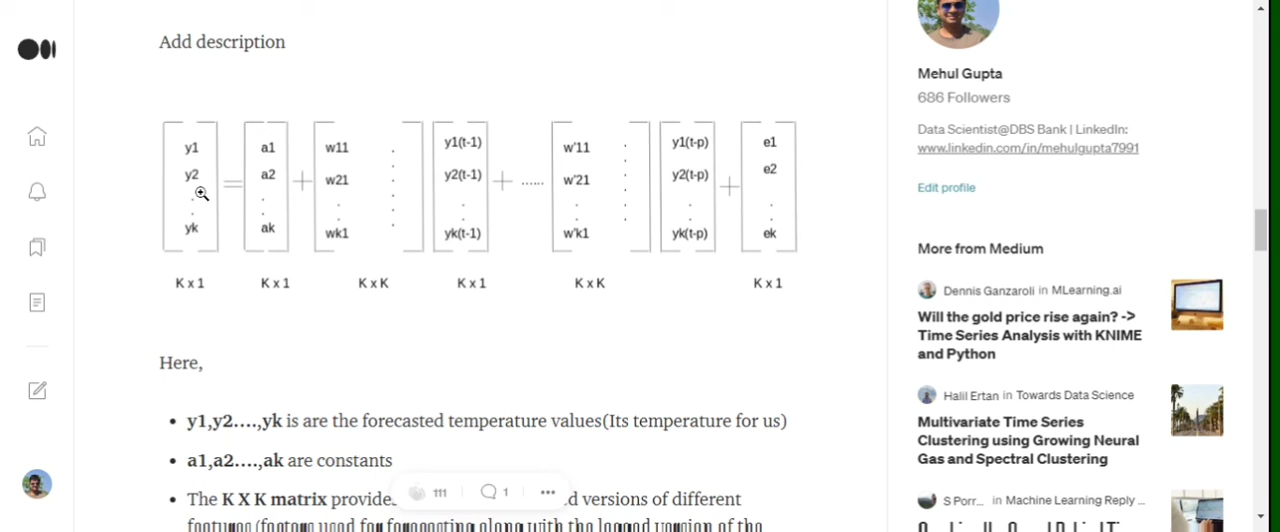 Add description
y1 a1 w11 . y1(t-1) w'11 . y1(t-p) e1
y2 = a2 + w21 . y2(t-1) + ...... w'21 . y2(t-p) + e2
. . . . . . . . .
yk ak wk1 . yk(t-1) w'k1 yk(t-p) ek
K x 1 K x 1 K x K K x 1 K x K K x 1
Here,
• y1,y2….,yk is are the forecasted temperature values(Its temperature for us)
• a1,a2….,ak are constants
• The K X K matrix provides d versions of different
111 1 •••
Mehul Gupta
686 Followers
Data Scientist@DBS Bank | LinkedIn:
www.linkedin.com/in/mehulgupta7991
Edit profile
More from Medium
Dennis Ganzaroli in MLearning.ai
Will the gold price rise again? ->
Time Series Analysis with KNIME
and Python
Halil Ertan in Towards Data Science
Multivariate Time Series
Clustering using Growing Neural
Gas and Spectral Clustering
S Porr... in Machine Learning Reply ...